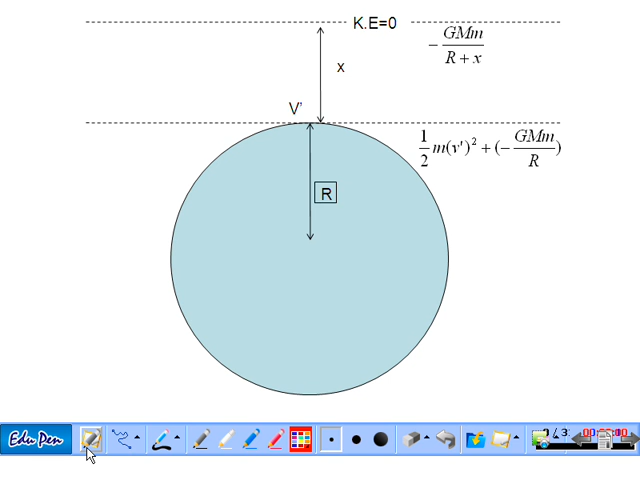 K.E=0
-GMm/(R+x)
x
V'
1/2 m(v')² + (-GMm/R)
R
Edu Pen